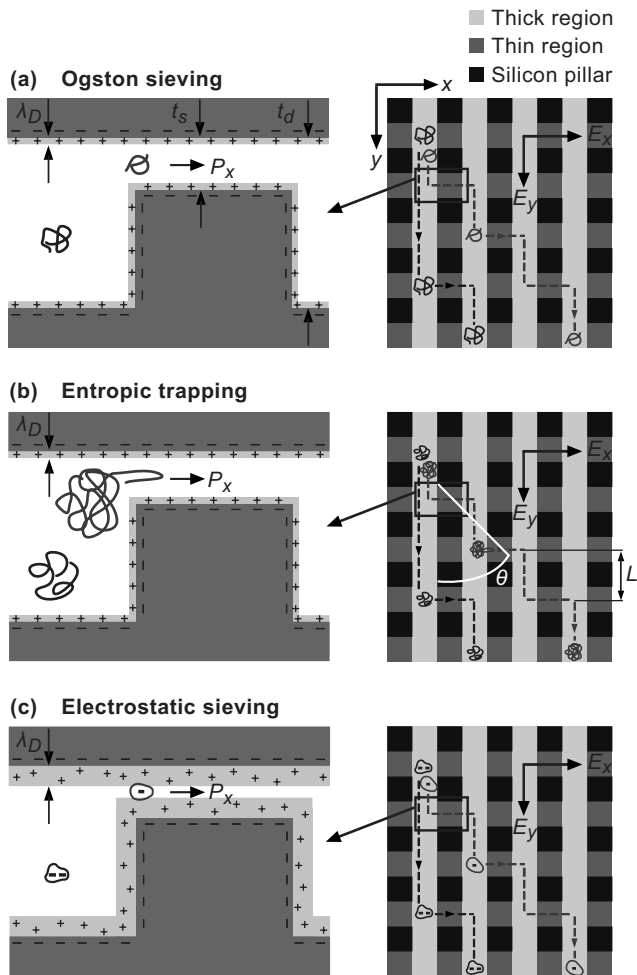 Thick region
Thin region
Silicon pillar
(a) Ogston sieving
λD ts td
Px
x
y
Ex
Ey
(b) Entropic trapping
λD
Px
Ex
Ey
L
θ
(c) Electrostatic sieving
λD
Px
Ex
Ey